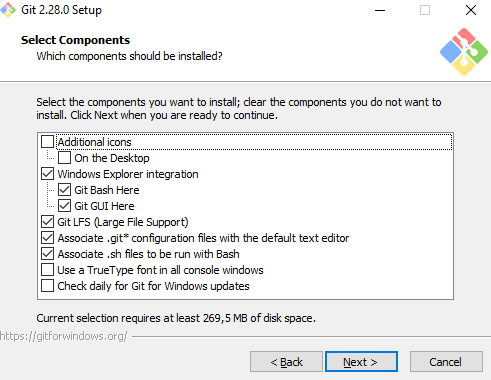 Git 2.28.0 Setup
Select Components
Which components should be installed?
Select the components you want to install; clear the components you do not want to
install. Click Next when you are ready to continue.
Additional icons
On the Desktop
Windows Explorer integration
Git Bash Here
Git GUI Here
Git LFS (Large File Support)
Associate .git* configuration files with the default text editor
Associate .sh files to be run with Bash
Use a TrueType font in all console windows
Check daily for Git for Windows updates
Current selection requires at least 269,5 MB of disk space.
https://gitforwindows.org/
< Back
Next >
Cancel